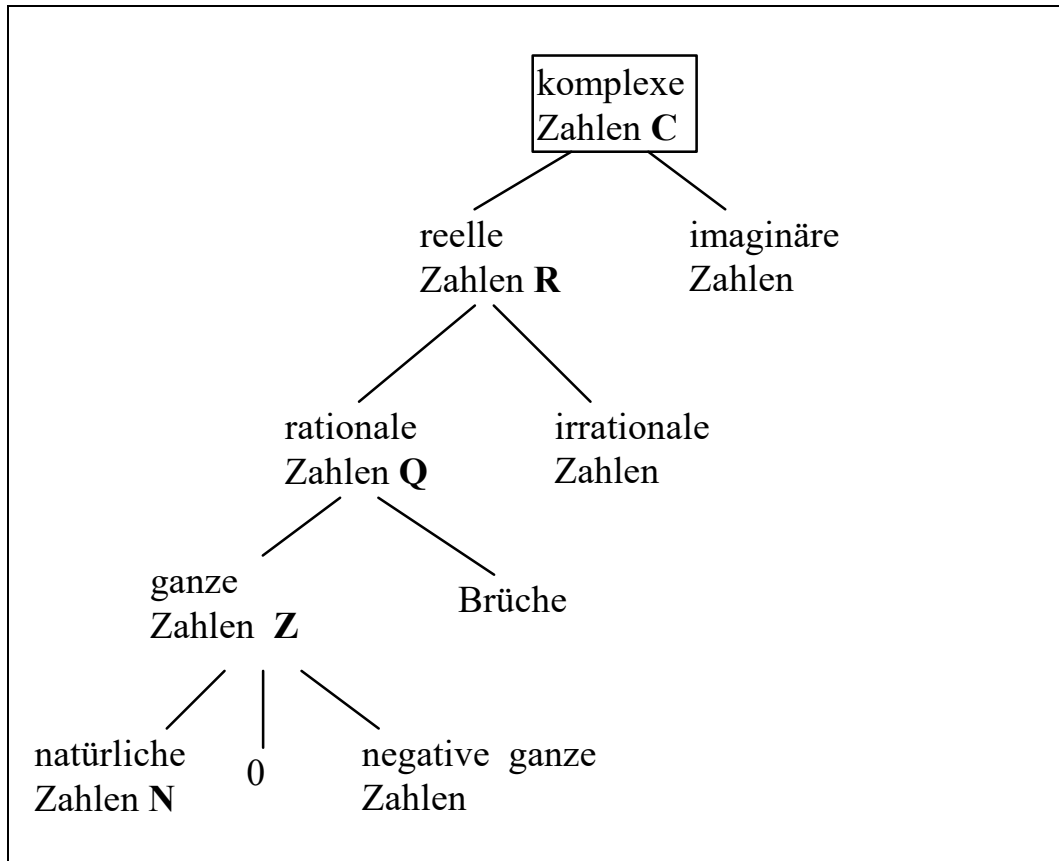 komplexe
Zahlen C
reelle
Zahlen R
imaginäre
Zahlen
rationale
Zahlen Q
irrationale
Zahlen
ganze
Zahlen Z
Brüche
natürliche
Zahlen N
0
negative ganze
Zahlen